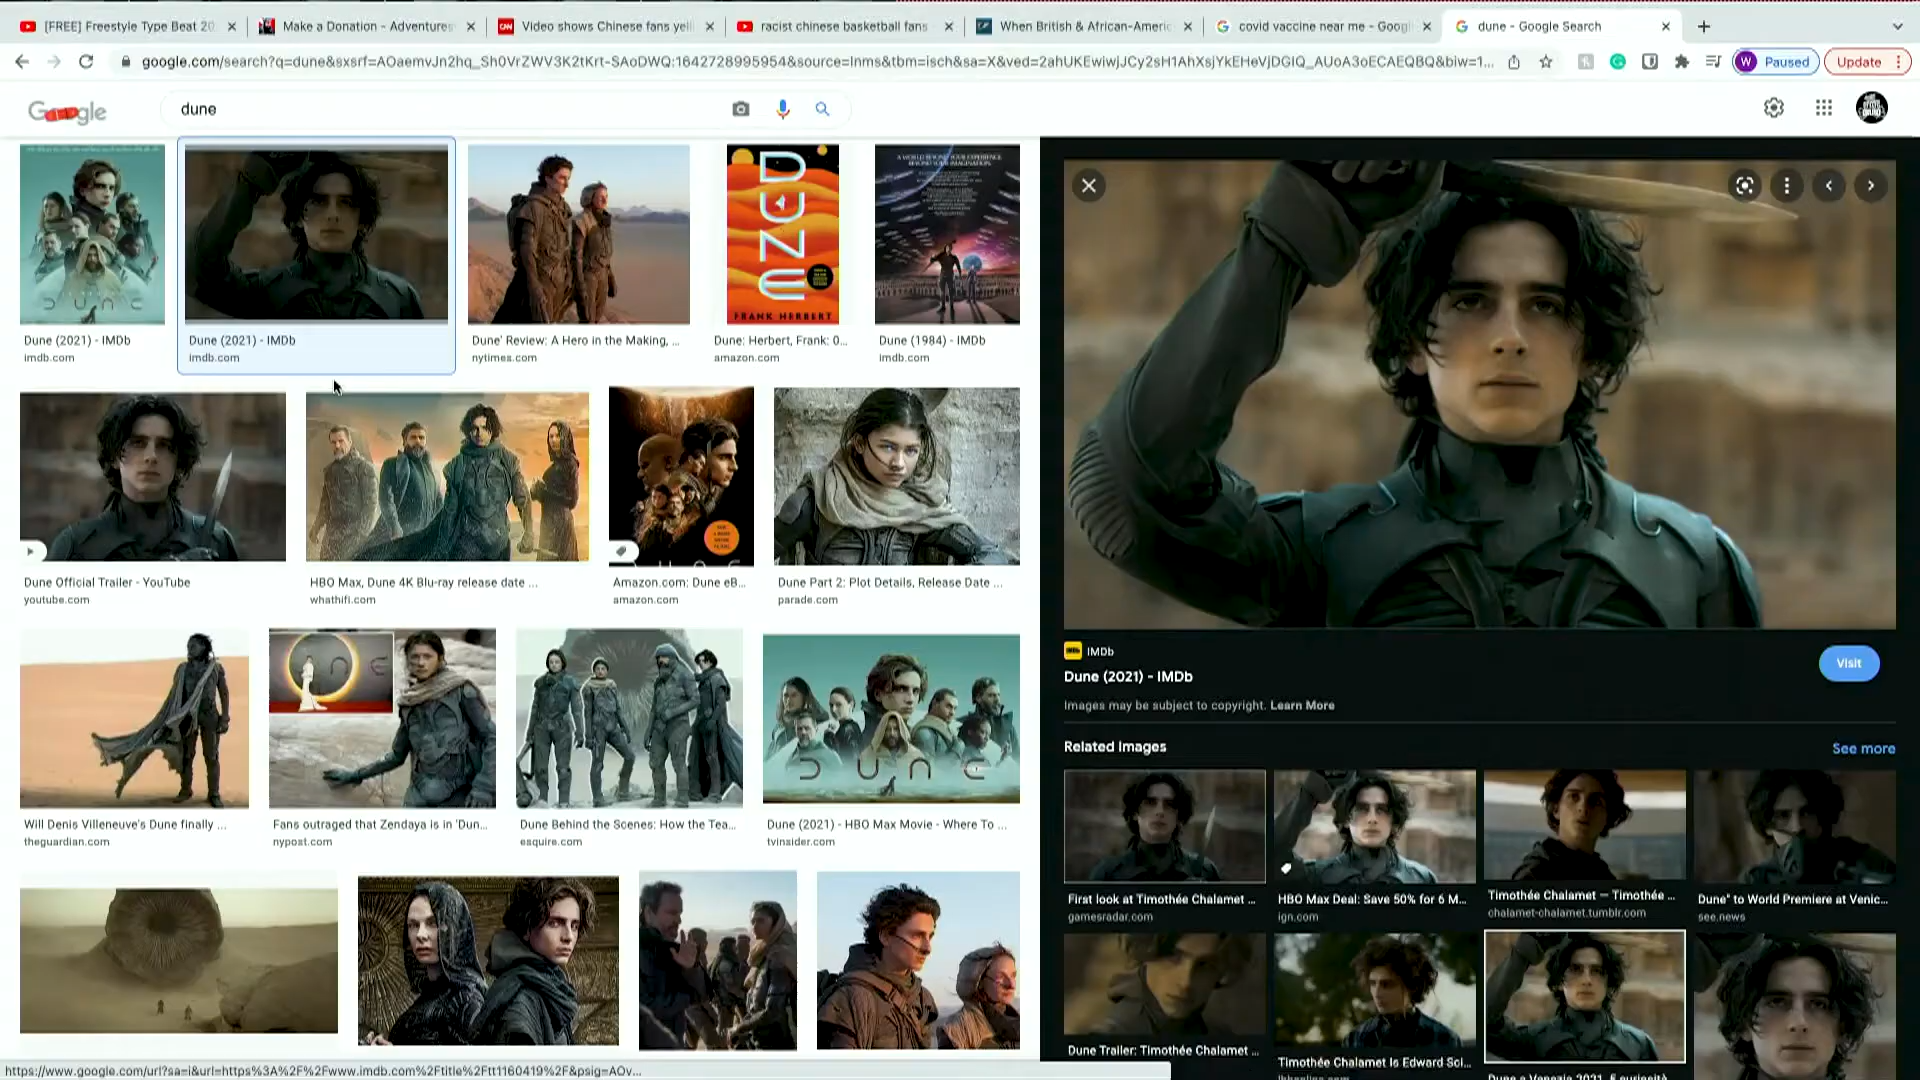 [FREE] Freestyle Type Beat 20
Make a Donation - Adventures
Video shows Chinese fans yell
racist chinese basketball fans
When British & African-Americ
covid vaccine near me - Googl
dune - Google Search
google.com/search?q=dune&sxsrf=AOaemvJn2hq_Sh0VrZWV3K2tKrt-SAoDWQ:1642728995954&source=lnms&tbm=isch&sa=X&ved=2ahUKEwiwjJCy2sH1AhXsjYkEHeVjDGIQ_AUoA3oECAEQBQ&biw=1...
W Paused
Update
Google
dune
DUNE
Dune (2021) - IMDb
imdb.com
Dune (2021) - IMDb
imdb.com
Dune' Review: A Hero in the Making, ...
nytimes.com
DUNE
FRANK HERBERT
Dune: Herbert, Frank: 0...
amazon.com
A WORLD BEYOND YOUR EXPERIENCE,
BEYOND YOUR IMAGINATION.
Dune (1984) - IMDb
imdb.com
Dune Official Trailer - YouTube
youtube.com
HBO Max, Dune 4K Blu-ray release date ...
whathifi.com
Amazon.com: Dune eB...
amazon.com
Dune Part 2: Plot Details, Release Date ...
parade.com
Will Denis Villeneuve's Dune finally ...
theguardian.com
Fans outraged that Zendaya is in 'Dun...
nypost.com
Dune Behind the Scenes: How the Tea...
esquire.com
DUNE
Dune (2021) - HBO Max Movie - Where To ...
tvinsider.com
IMDb
Dune (2021) - IMDb
Visit
Images may be subject to copyright. Learn More
Related Images
See more
First look at Timothée Chalamet ...
gamesradar.com
HBO Max Deal: Save 50% for 6 M...
ign.com
Timothée Chalamet — Timothée ...
chalamet-chalamet.tumblr.com
Dune" to World Premiere at Venic...
see.news
Dune Trailer: Timothée Chalamet ...
Timothée Chalamet Is Edward Sci...
https://www.google.com/url?sa=i&url=https%3A%2F%2Fwww.imdb.com%2Ftitle%2Ftt1160419%2F&psig=AOv...